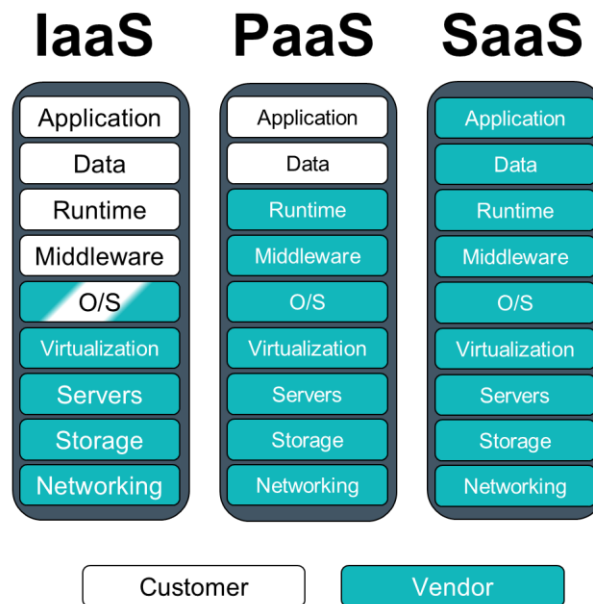 IaaS PaaS SaaS
Application Application Application
Data Data Data
Runtime Runtime Runtime
Middleware Middleware Middleware
O/S O/S O/S
Virtualization Virtualization Virtualization
Servers Servers Servers
Storage Storage Storage
Networking Networking Networking
Customer Vendor